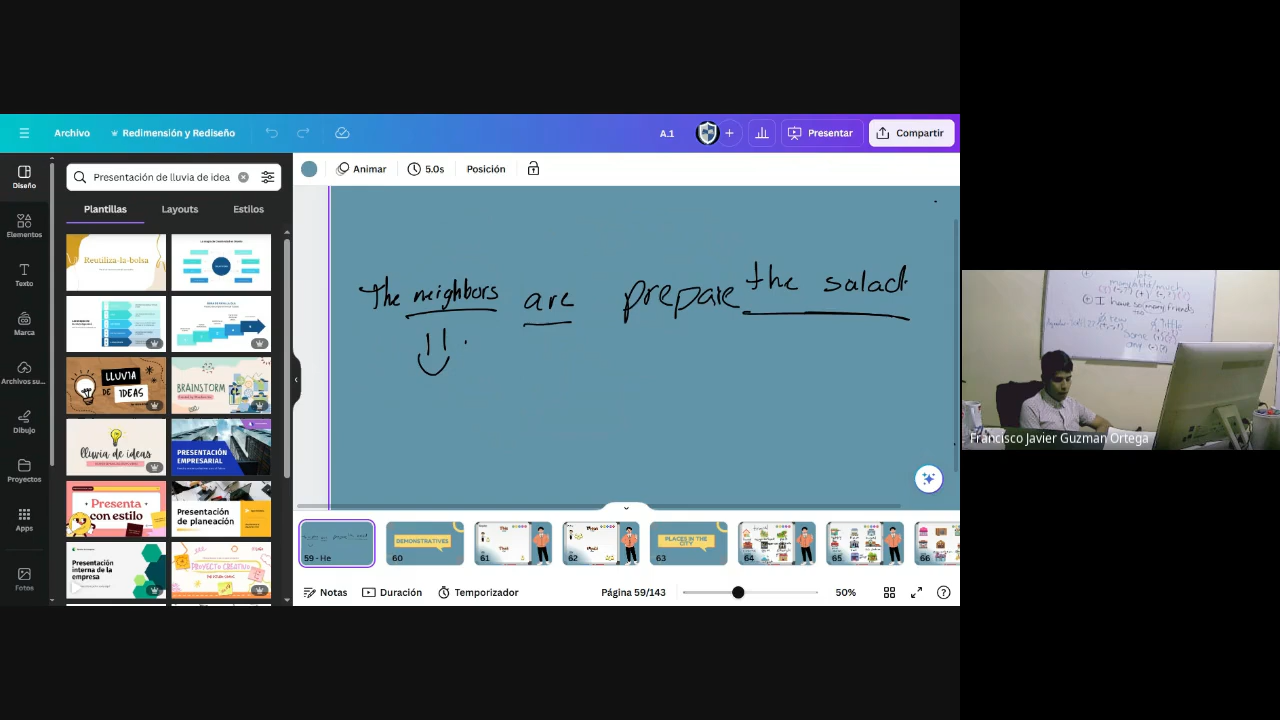 Archivo
Redimensión y Rediseño
A.1
Presentar
Compartir
Diseño
Elementos
Texto
Marca
Archivos su...
Dibujo
Proyectos
Apps
Fotos
Presentación de lluvia de idea
Plantillas
Layouts
Estilos
Reutiliza-la-bolsa
LLUVIA
DE IDEAS
BRAINSTORM
lluvia de ideas
PRESENTACIÓN
EMPRESARIAL
Presenta
con estilo
Presentación
de planeación
Presentación
interna de la
empresa
PROYECTO CREATIVO
Animar
5.0s
Posición
The neighbors are prepare the salad.
59 - He
60
DEMONSTRATIVES
61
62
63
PLACES IN THE
CITY
64
65
66
Notas
Duración
Temporizador
Página 59/143
50%
I have so many friends
Francisco Javier Guzman Ortega